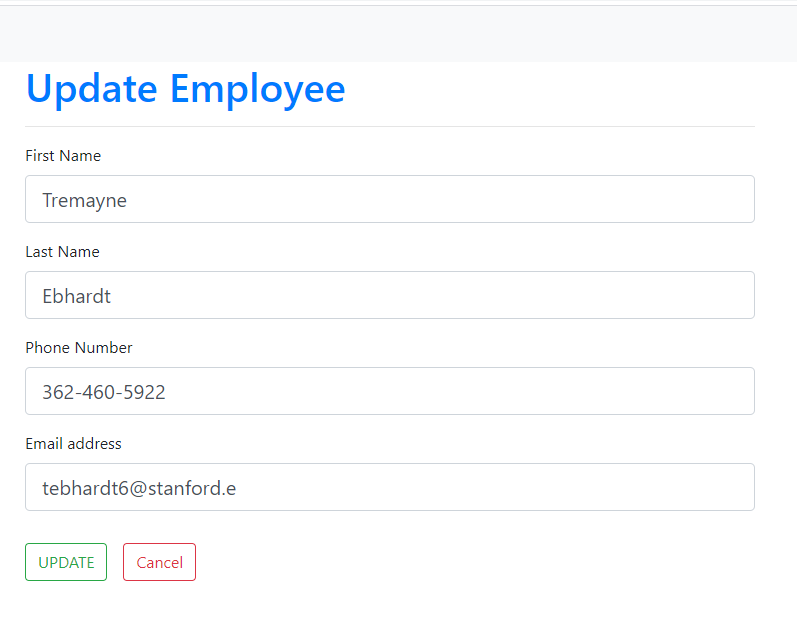 Update Employee
First Name
Tremayne
Last Name
Ebhardt
Phone Number
362-460-5922
Email address
tebhardt6@stanford.e
UPDATE Cancel